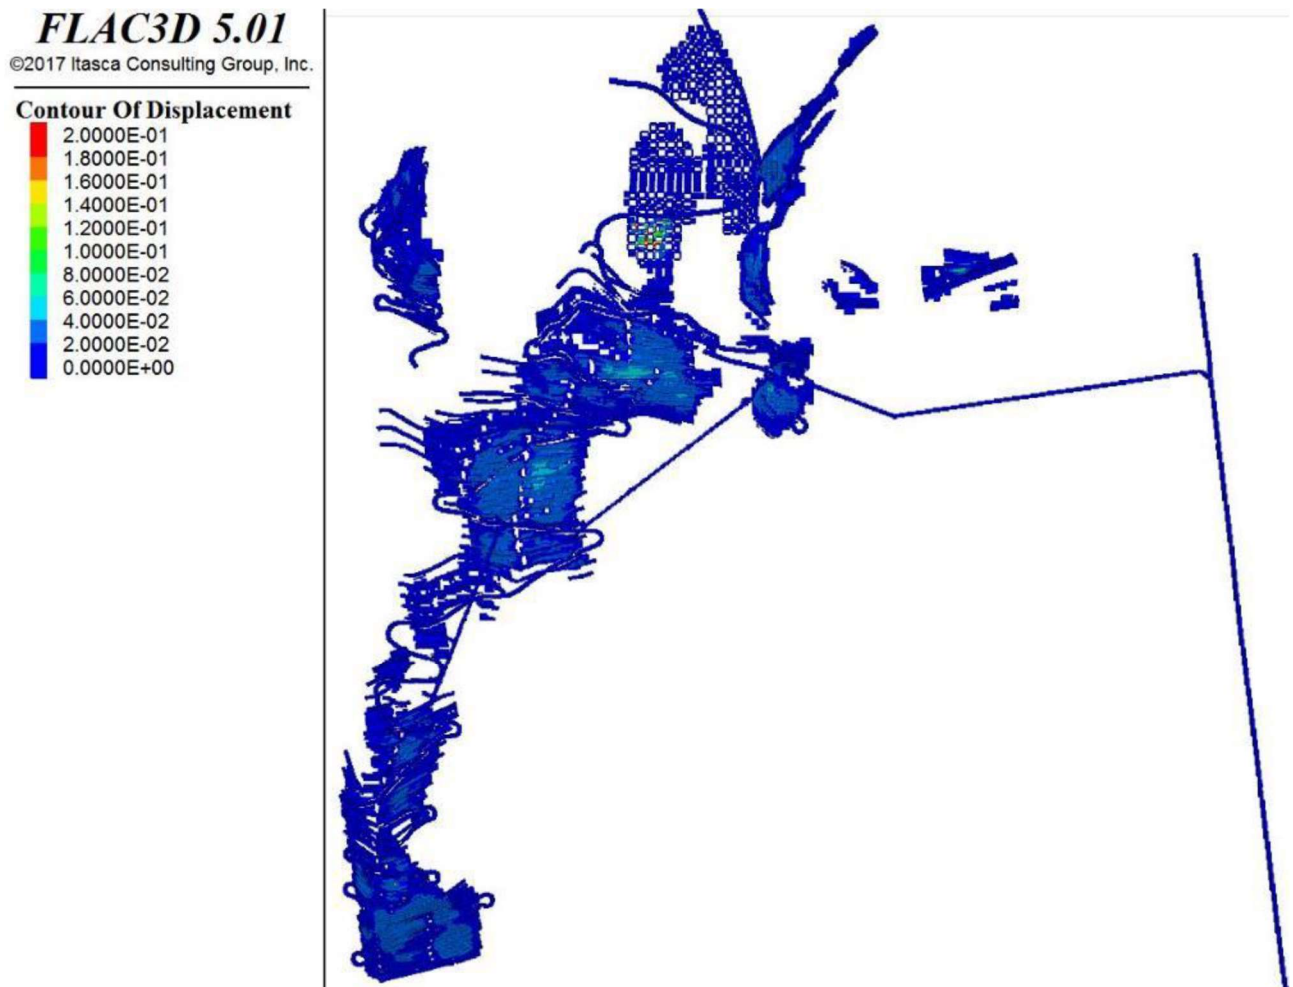 FLAC3D 5.01
©2017 Itasca Consulting Group, Inc.
Contour Of Displacement
2.0000E-01
1.8000E-01
1.6000E-01
1.4000E-01
1.2000E-01
1.0000E-01
8.0000E-02
6.0000E-02
4.0000E-02
2.0000E-02
0.0000E+00